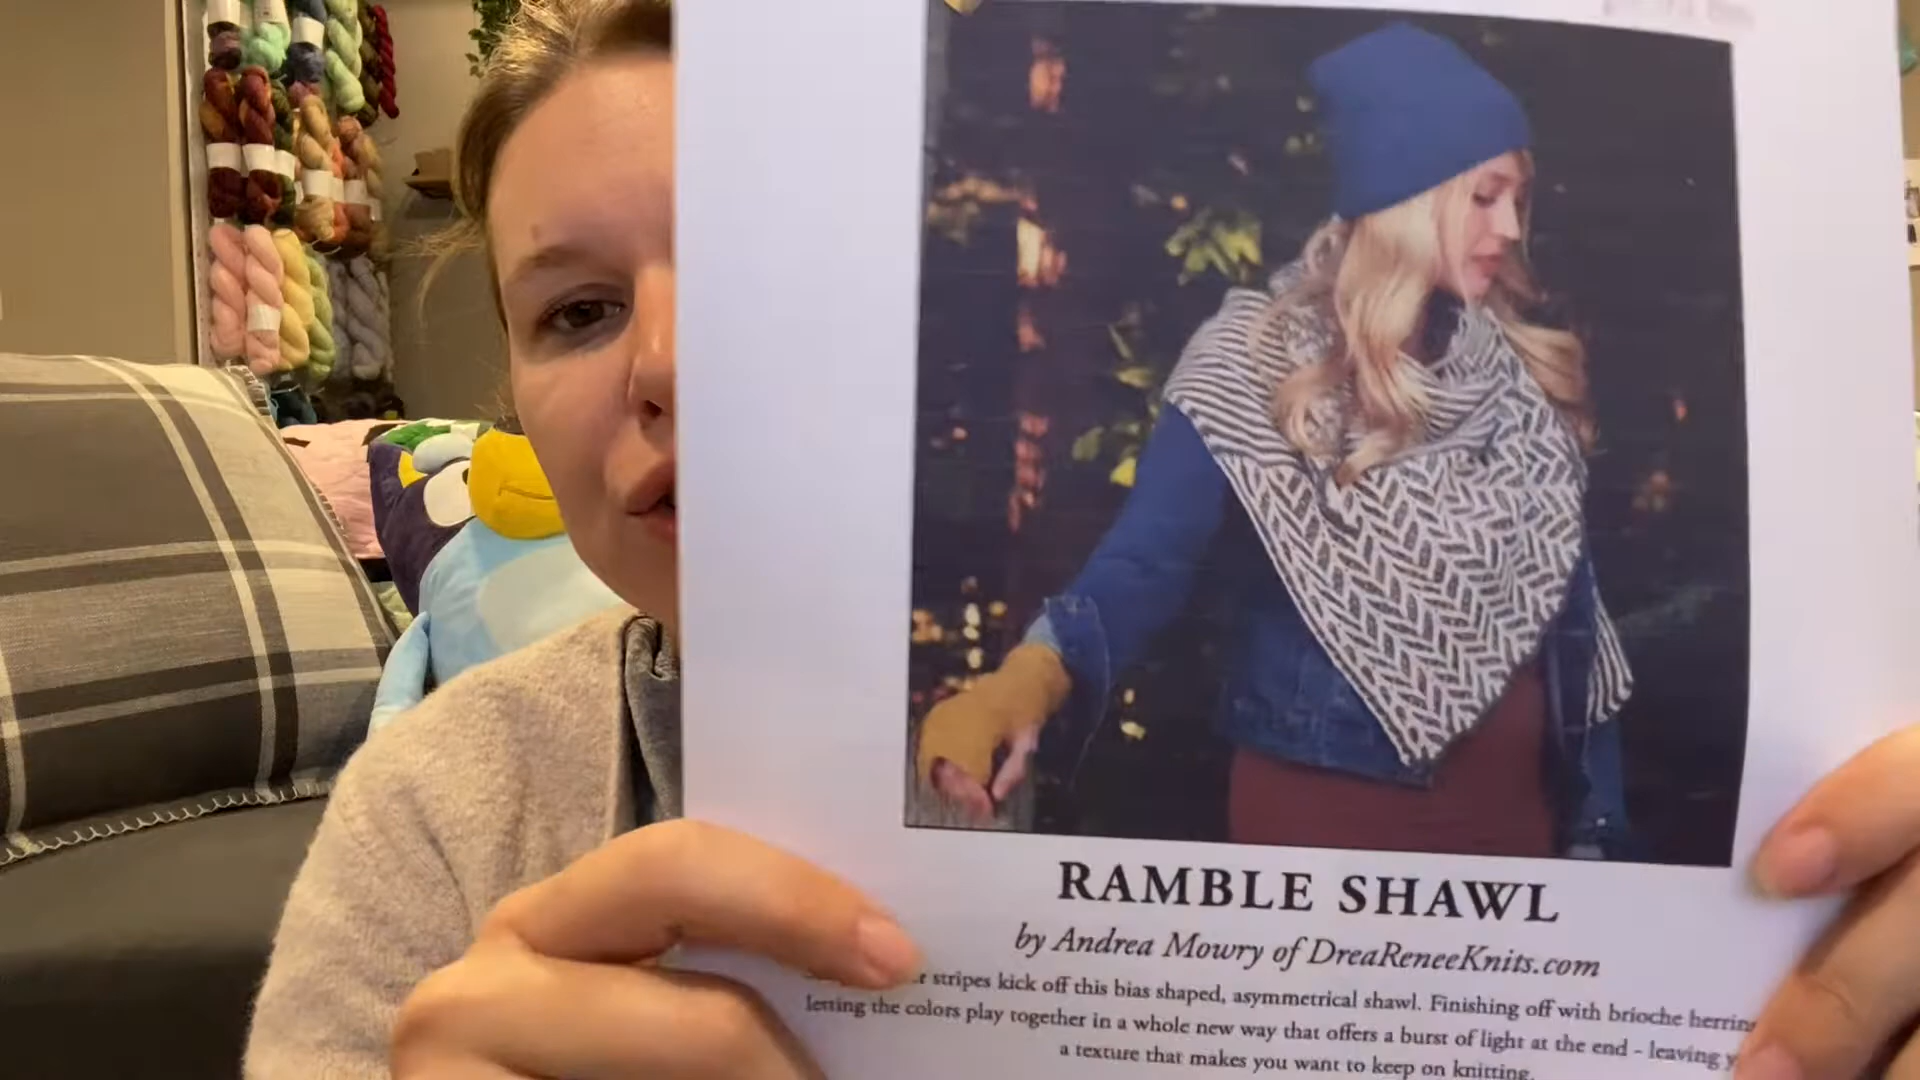 RAMBLE SHAWL
by Andrea Mowry of DreaReneeKnits.com
stripes kick off this bias shaped, asymmetrical shawl. Finishing off with brioche
letting the colors play together in a whole new way that offers a burst of light at the end - leaving
a texture that makes you want to keep on knitting.